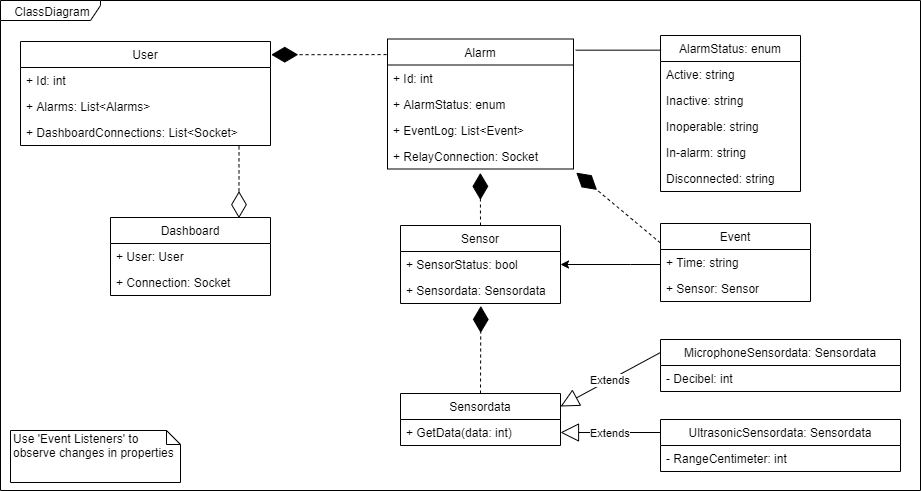 ClassDiagram
User
+ Id: int
+ Alarms: List<Alarms>
+ DashboardConnections: List<Socket>
Alarm
+ Id: int
+ AlarmStatus: enum
+ EventLog: List<Event>
+ RelayConnection: Socket
AlarmStatus: enum
Active: string
Inactive: string
Inoperable: string
In-alarm: string
Disconnected: string
Dashboard
+ User: User
+ Connection: Socket
Sensor
+ SensorStatus: bool
+ Sensordata: Sensordata
Event
+ Time: string
+ Sensor: Sensor
Sensordata
+ GetData(data: int)
Extends
Extends
MicrophoneSensordata: Sensordata
- Decibel: int
UltrasonicSensordata: Sensordata
- RangeCentimeter: int
Use 'Event Listeners' to
observe changes in properties